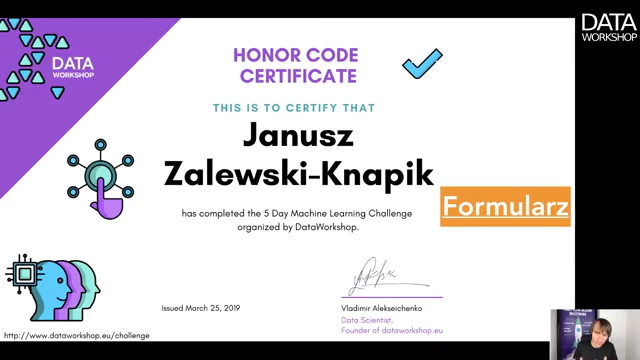 DATA
WORKSHOP
HONOR CODE
CERTIFICATE
THIS IS TO CERTIFY THAT
Janusz
Zalewski-Knapik
has completed the 5 Day Machine Learning Challenge
organized by DataWorkshop.
Formularz
Issued March 25, 2019
Vladimir Alekseichenko
Data Scientist,
Founder of dataworkshop.eu
http://www.dataworkshop.eu/challenge
DATA
WORKSHOP